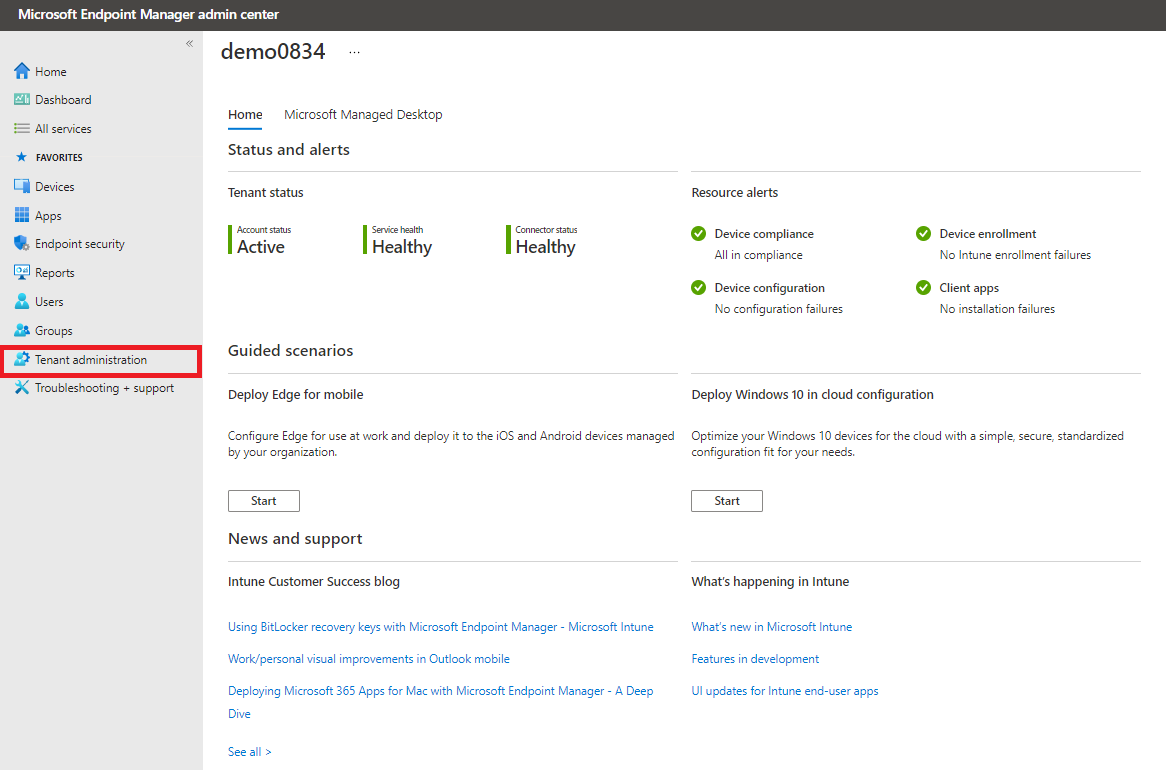 Microsoft Endpoint Manager admin center
«
Home
Dashboard
All services
FAVORITES
Devices
Apps
Endpoint security
Reports
Users
Groups
Tenant administration
Troubleshooting + support
demo0834 ...
Home Microsoft Managed Desktop
Status and alerts
Tenant status
Account status
Active
Service health
Healthy
Connector status
Healthy
Resource alerts
Device compliance
All in compliance
Device enrollment
No Intune enrollment failures
Device configuration
No configuration failures
Client apps
No installation failures
Guided scenarios
Deploy Edge for mobile
Configure Edge for use at work and deploy it to the iOS and Android devices managed
by your organization.
Start
Deploy Windows 10 in cloud configuration
Optimize your Windows 10 devices for the cloud with a simple, secure, standardized
configuration fit for your needs.
Start
News and support
Intune Customer Success blog
Using BitLocker recovery keys with Microsoft Endpoint Manager - Microsoft Intune
Work/personal visual improvements in Outlook mobile
Deploying Microsoft 365 Apps for Mac with Microsoft Endpoint Manager - A Deep
Dive
See all >
What's happening in Intune
What's new in Microsoft Intune
Features in development
UI updates for Intune end-user apps